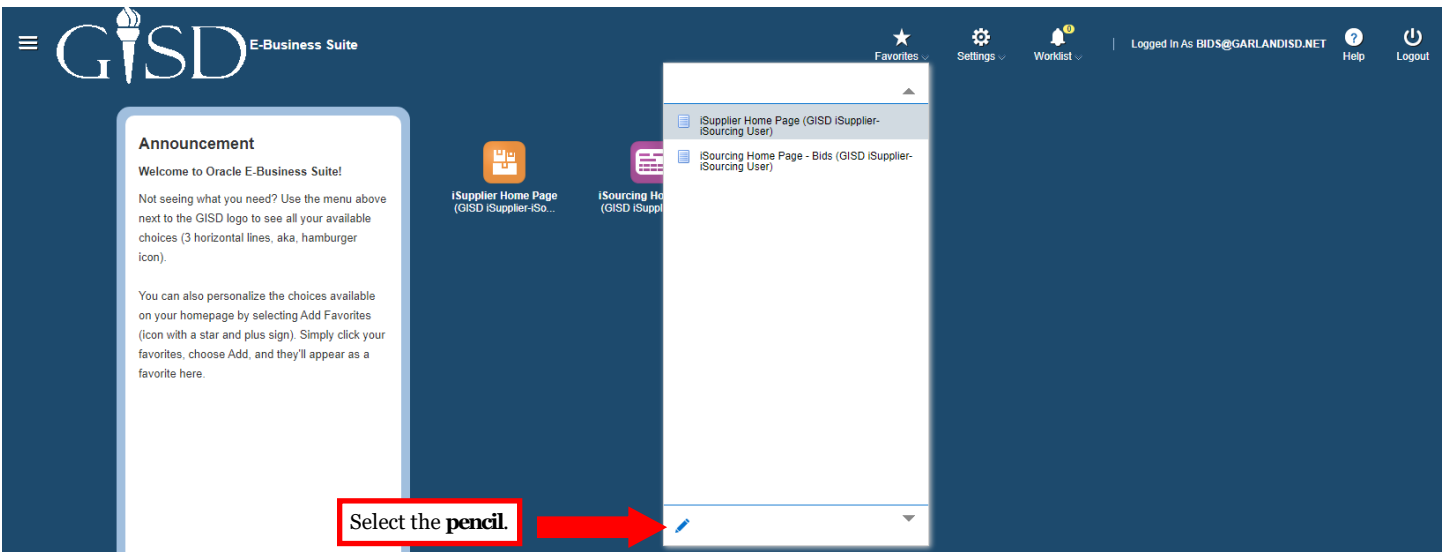 GISD
E-Business Suite
Favorites
Settings
0
Worklist
Logged In As BIDS@GARLANDISD.NET
?
Help
Logout
Announcement
Welcome to Oracle E-Business Suite!
Not seeing what you need? Use the menu above
next to the GISD logo to see all your available
choices (3 horizontal lines, aka, hamburger
icon).
You can also personalize the choices available
on your homepage by selecting Add Favorites
(icon with a star and plus sign). Simply click your
favorites, choose Add, and they'll appear as a
favorite here.
iSupplier Home Page
(GISD iSupplier-iSo...
iSourcing Ho
(GISD iSuppl
iSupplier Home Page (GISD iSupplier-
iSourcing User)
iSourcing Home Page - Bids (GISD iSupplier-
iSourcing User)
Select the pencil.